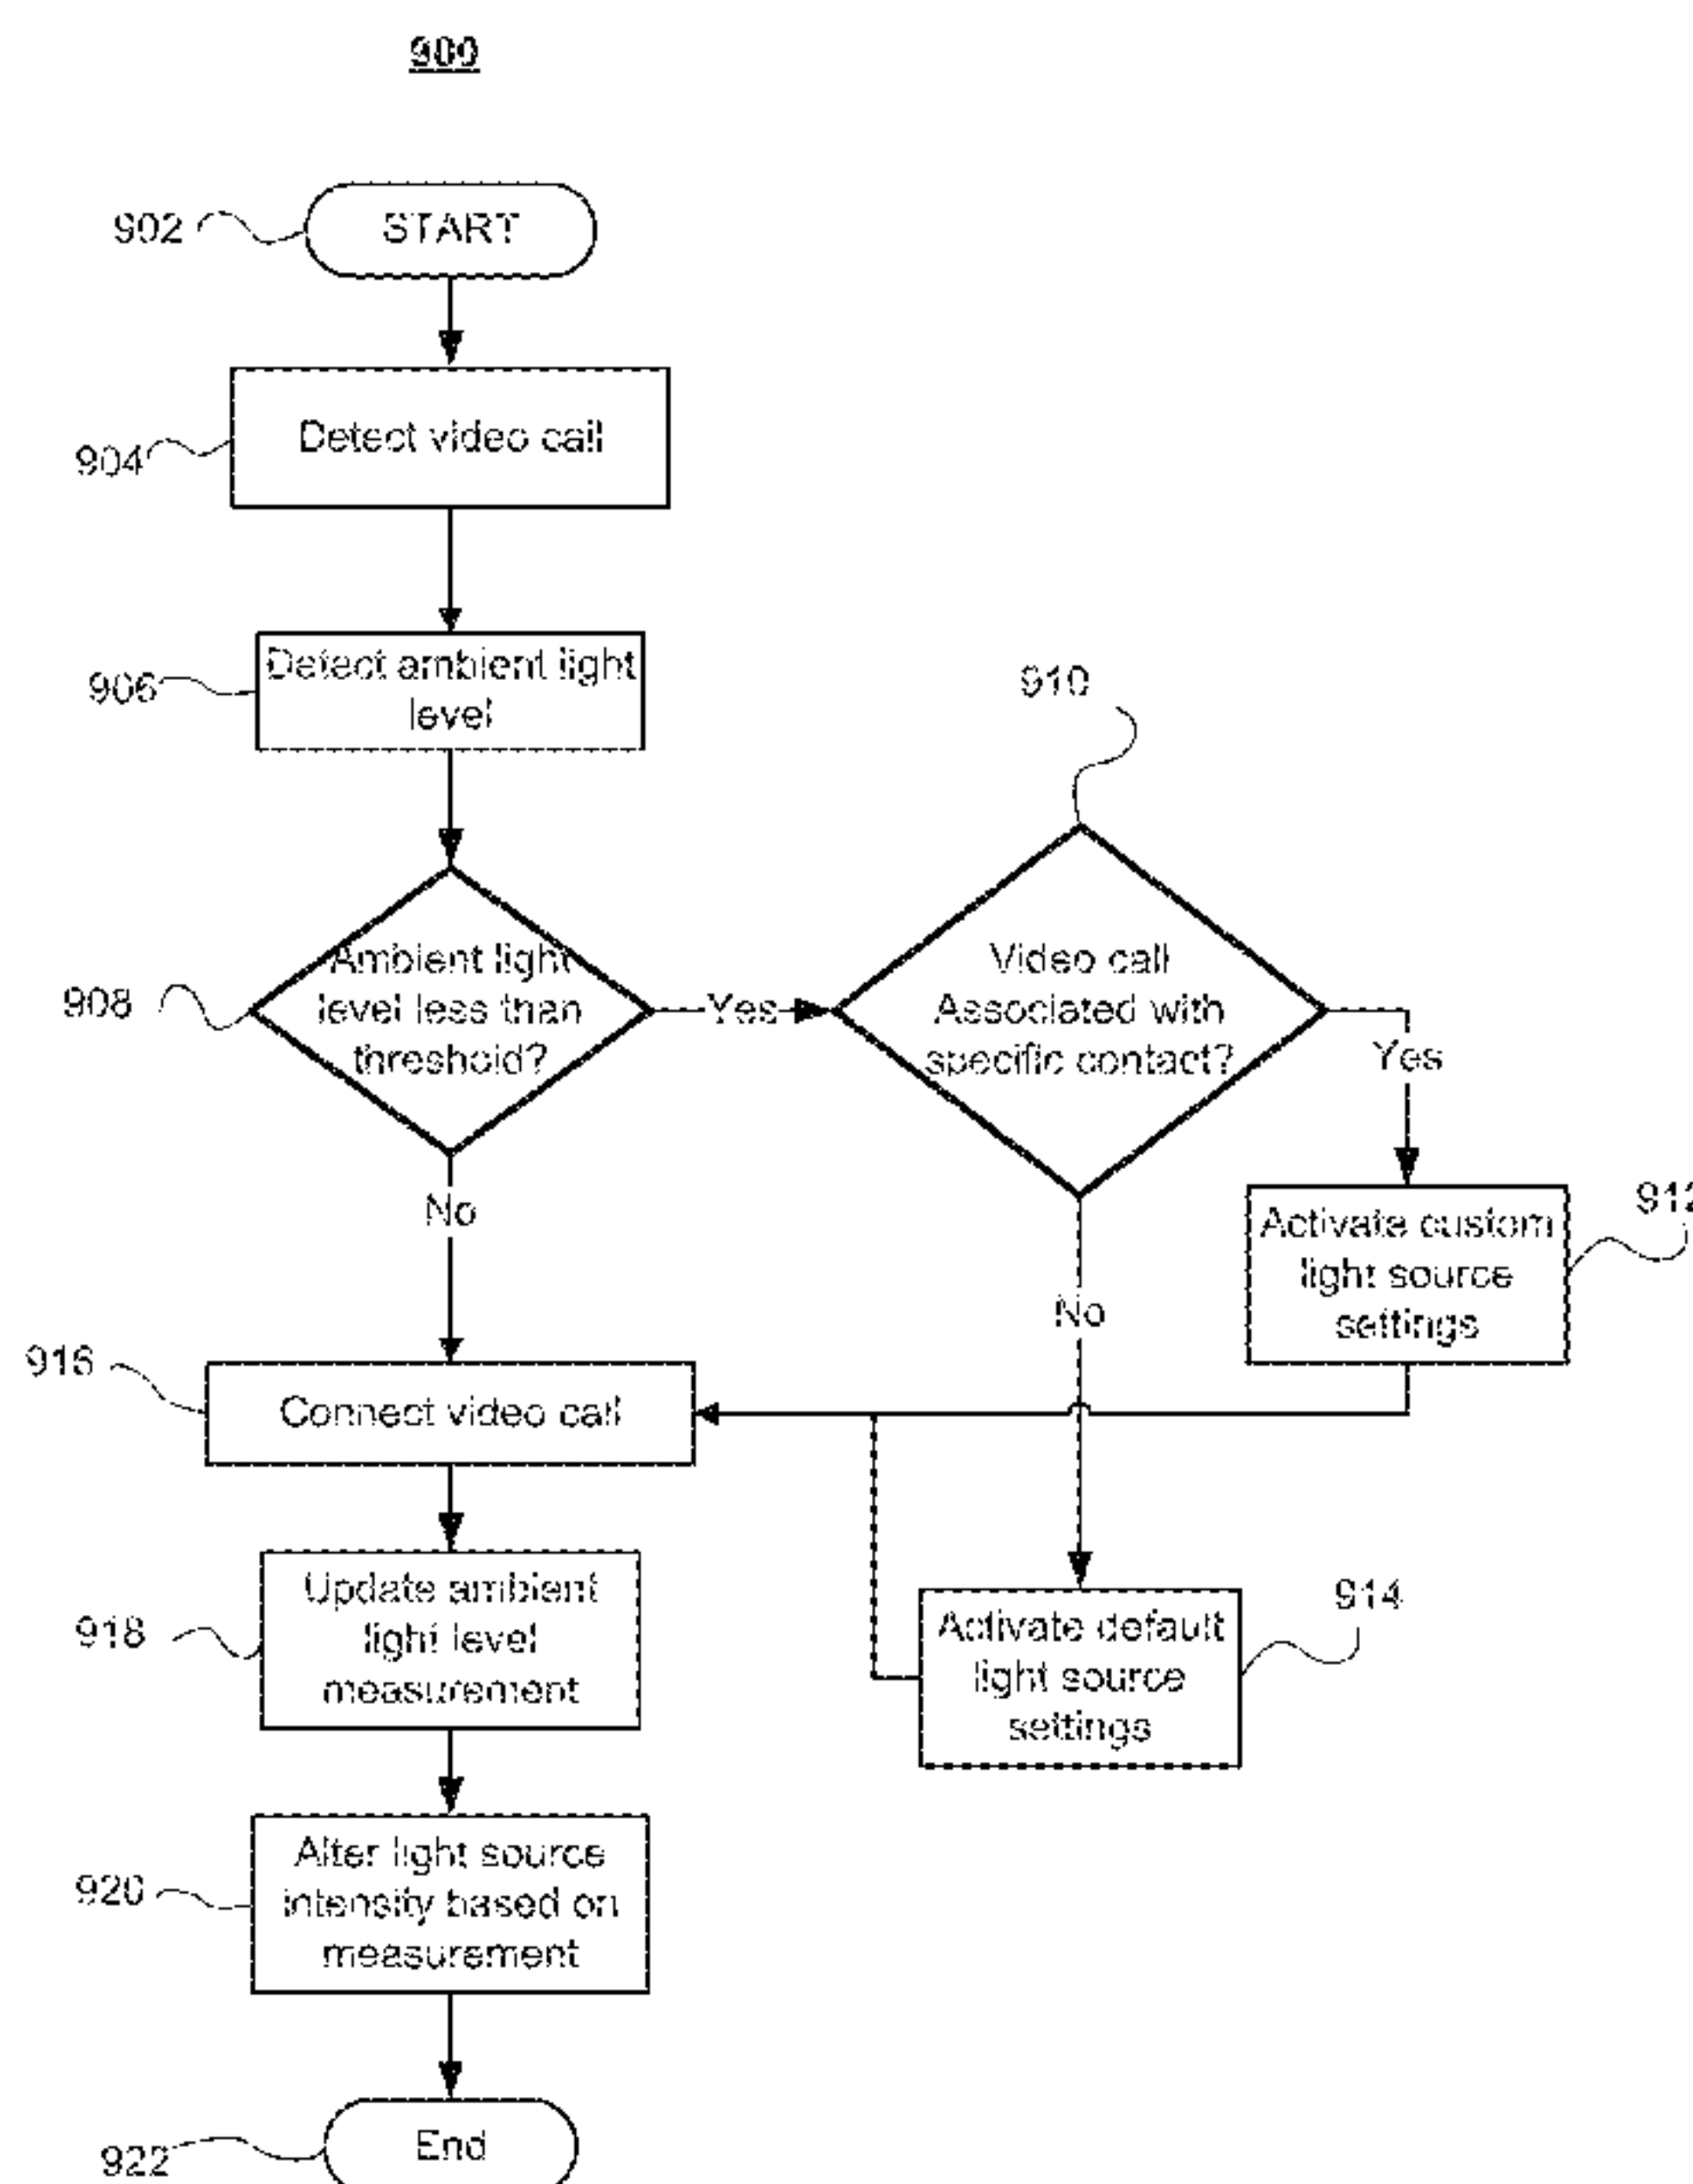 900
902
START
904
Detect video call
906
Detect ambient light
level
908
Ambient light
level less than
threshold?
Yes
910
Video call
Associated with
specific contact?
Yes
No
No
912
Activate custom
light source
settings
916
Connect video call
918
Update ambient
light level
measurement
914
Activate default
light source
settings
920
Alter light source
intensity based on
measurement
922
End